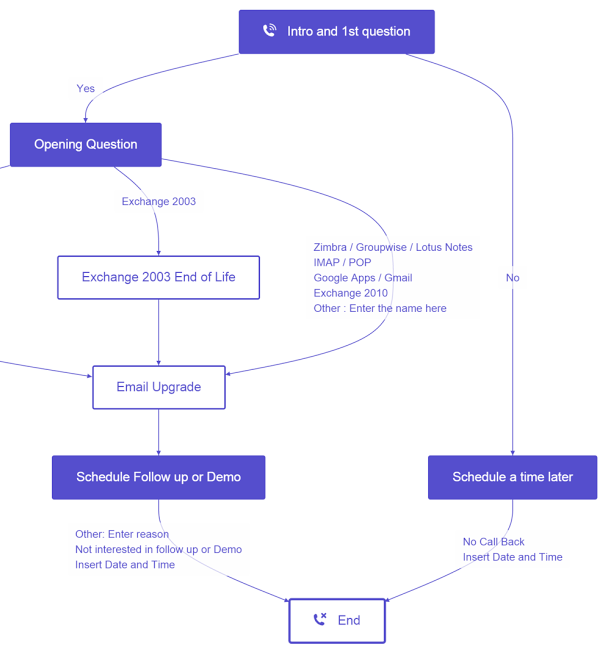 Intro and 1st question
Yes
Opening Question
Exchange 2003
Zimbra / Groupwise / Lotus Notes
IMAP / POP
Google Apps / Gmail
Exchange 2010
Other : Enter the name here
No
Exchange 2003 End of Life
Email Upgrade
Schedule Follow up or Demo
Schedule a time later
Other: Enter reason
Not interested in follow up or Demo
Insert Date and Time
No Call Back
Insert Date and Time
End